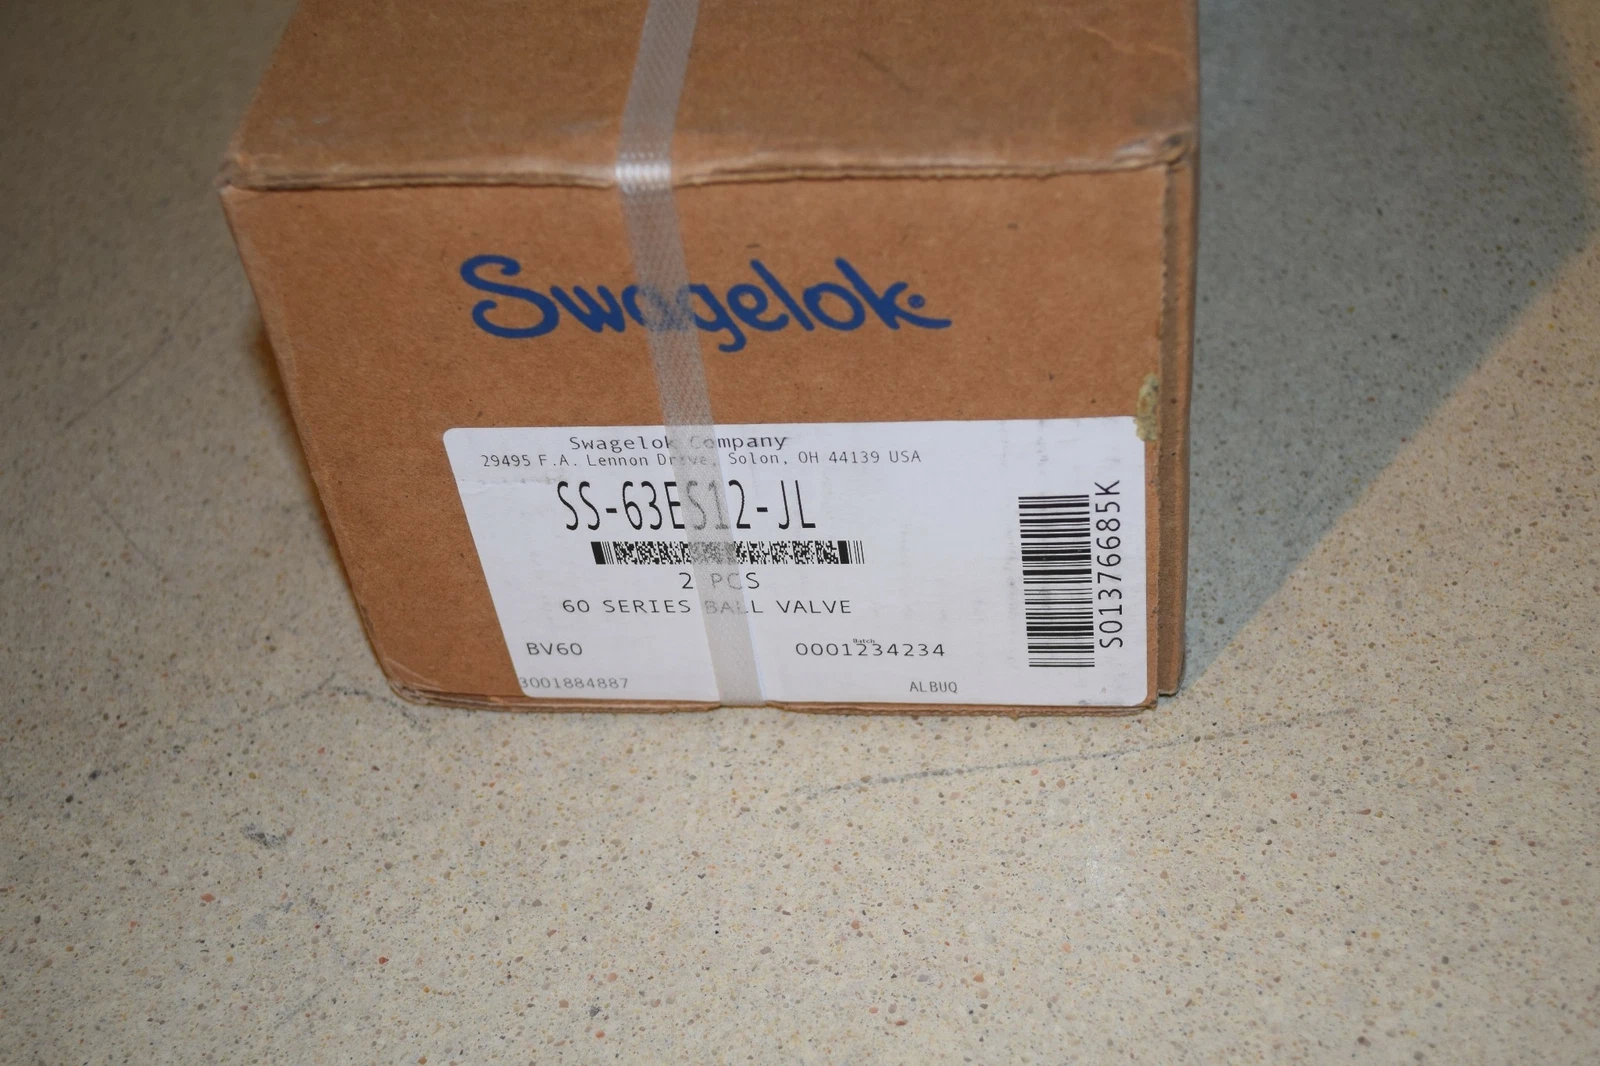 Swagelok
Swagelok Company
29495 F.A. Lennon Drive, Solon, OH 44139 USA
SS-63ES12-JL
2 PCS
60 SERIES BALL VALVE
Batch
BV60 0001234234
3001884887 ALBUQ
S01376685K